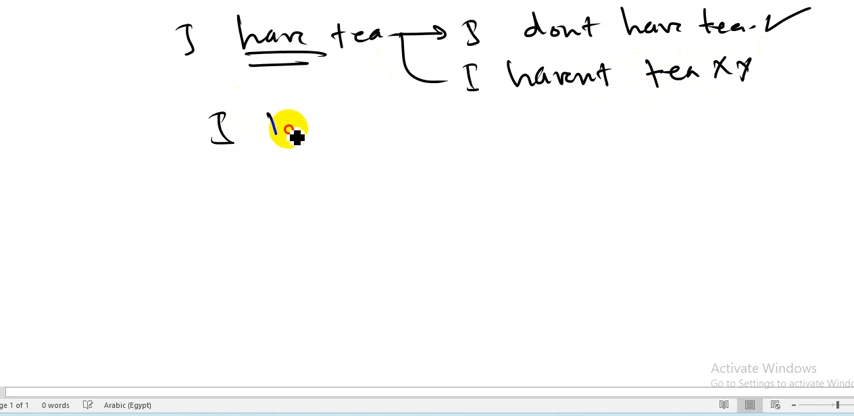 I have tea → I dont have tea. ✓
I havent tea ××
I
Activate Windows
Go to Settings to activate Windo
ge 1 of 1 0 words Arabic (Egypt)